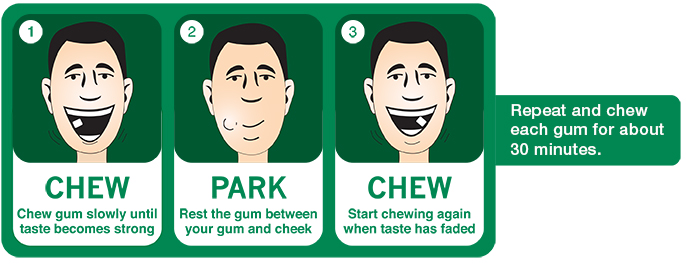 1
CHEW
Chew gum slowly until
taste becomes strong
2
PARK
Rest the gum between
your gum and cheek
3
CHEW
Start chewing again
when taste has faded
Repeat and chew
each gum for about
30 minutes.